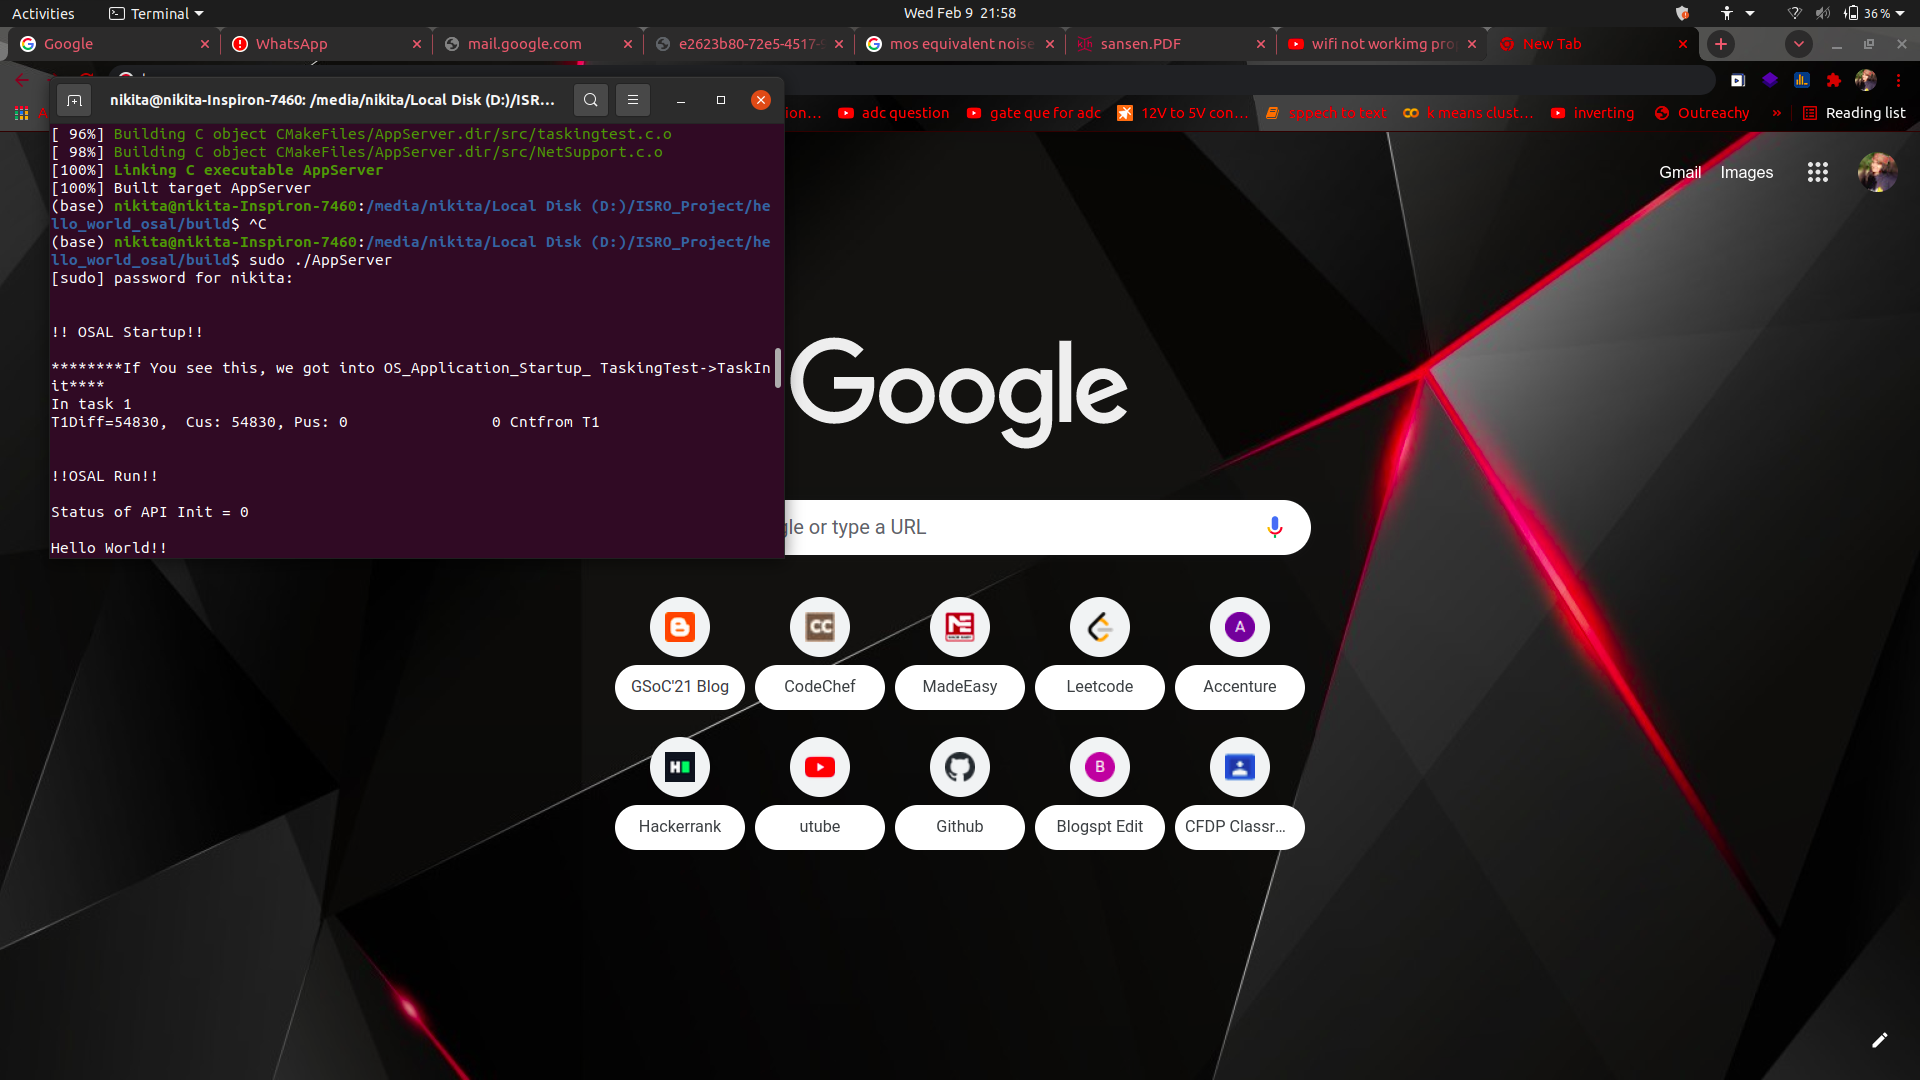 Activities
Terminal
Wed Feb 9 21:58
36 %
Google
WhatsApp
mail.google.com
e2623b80-72e5-4517-
mos equivalent noise
sansen.PDF
wifi not workimg pro
New Tab
nikita@nikita-Inspiron-7460: /media/nikita/Local Disk (D:)/ISR...
adc question
gate que for adc
12V to 5V con…
sppech to text
k means clust…
inverting
Outreachy
»
Reading list
[ 96%] Building C object CMakeFiles/AppServer.dir/src/taskingtest.c.o
[ 98%] Building C object CMakeFiles/AppServer.dir/src/NetSupport.c.o
[100%] Linking C executable AppServer
[100%] Built target AppServer
(base) nikita@nikita-Inspiron-7460:/media/nikita/Local Disk (D:)/ISRO_Project/he
llo_world_osal/build$ ^C
(base) nikita@nikita-Inspiron-7460:/media/nikita/Local Disk (D:)/ISRO_Project/he
llo_world_osal/build$ sudo ./AppServer
[sudo] password for nikita:
!! OSAL Startup!!
********If You see this, we got into OS_Application_Startup_ TaskingTest->TaskIn
it****
In task 1
T1Diff=54830,  Cus: 54830, Pus: 0                0 Cntfrom T1
!!OSAL Run!!
Status of API Init = 0
Hello World!!
Gmail
Images
Google
gle or type a URL
GSoC'21 Blog
CodeChef
MadeEasy
Leetcode
Accenture
Hackerrank
utube
Github
Blogspt Edit
CFDP Classr...